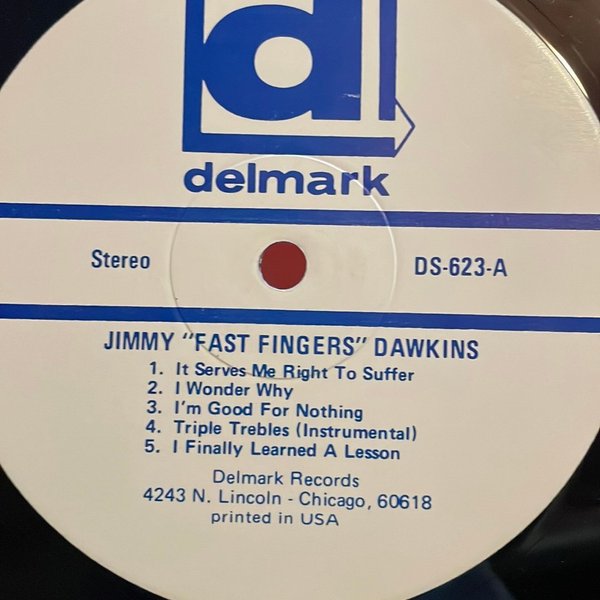 d
delmark
Stereo
DS-623-A
JIMMY "FAST FINGERS" DAWKINS
1. It Serves Me Right To Suffer
2. I Wonder Why
3. I'm Good For Nothing
4. Triple Trebles (Instrumental)
5. I Finally Learned A Lesson
Delmark Records
4243 N. Lincoln - Chicago, 60618
printed in USA